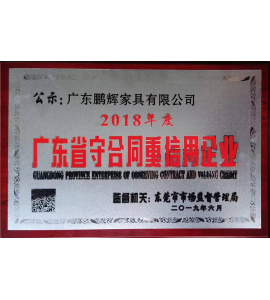 公示：广东鹏辉家具有限公司
2018年度
广东省守合同重信用企业
GUANGDONG PROVINCE ENTERPRISE OF OBSERVING CONTRACT AND VALUING CREDIT
监督机关：东莞市市场监督管理局
二〇一九年六月